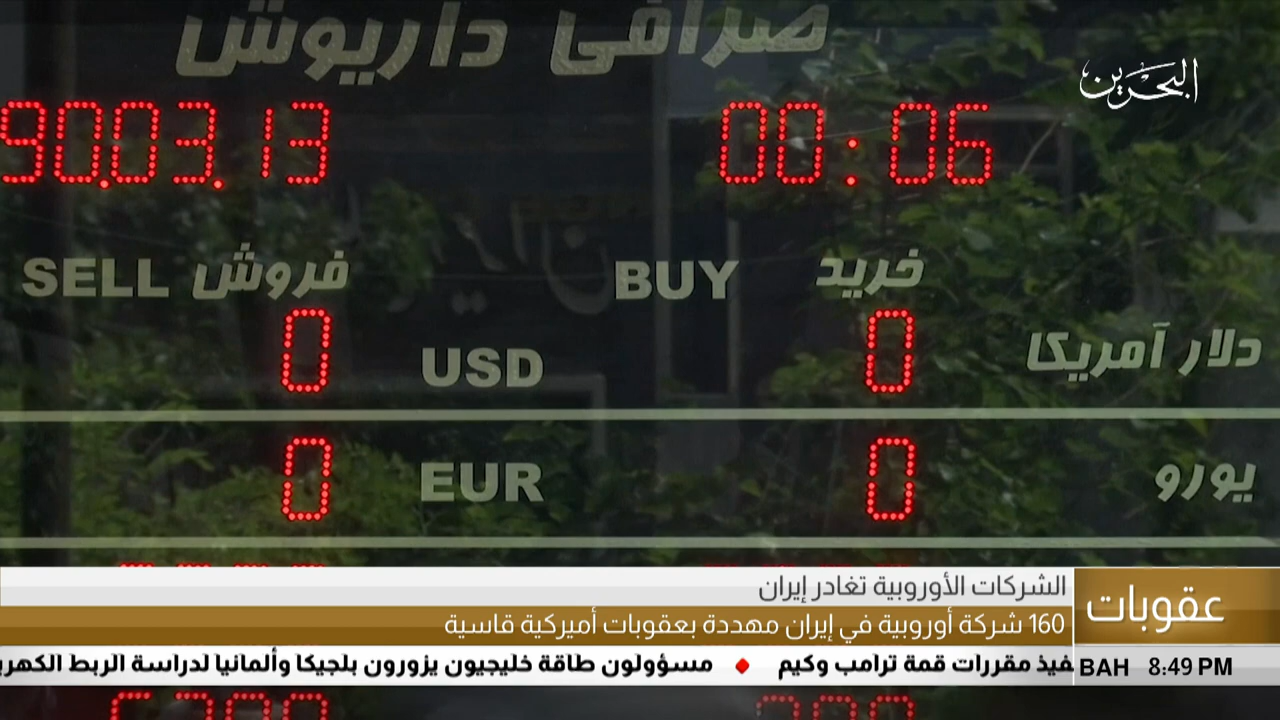 صرافی داریوش
البحرين
90.03.13 00:06
SELL فروش BUY خرید
0 USD 0 دلار آمریکا
0 EUR 0 یورو
الشركات الأوروبية تغادر إيران
عقوبات
160 شركة أوروبية في إيران مهددة بعقوبات أميركية قاسية
مقررات قمة ترامب وكيم
مسؤولون طاقة خليجيون يزورون بلجيكا وألمانيا لدراسة الربط
BAH 8:49 PM